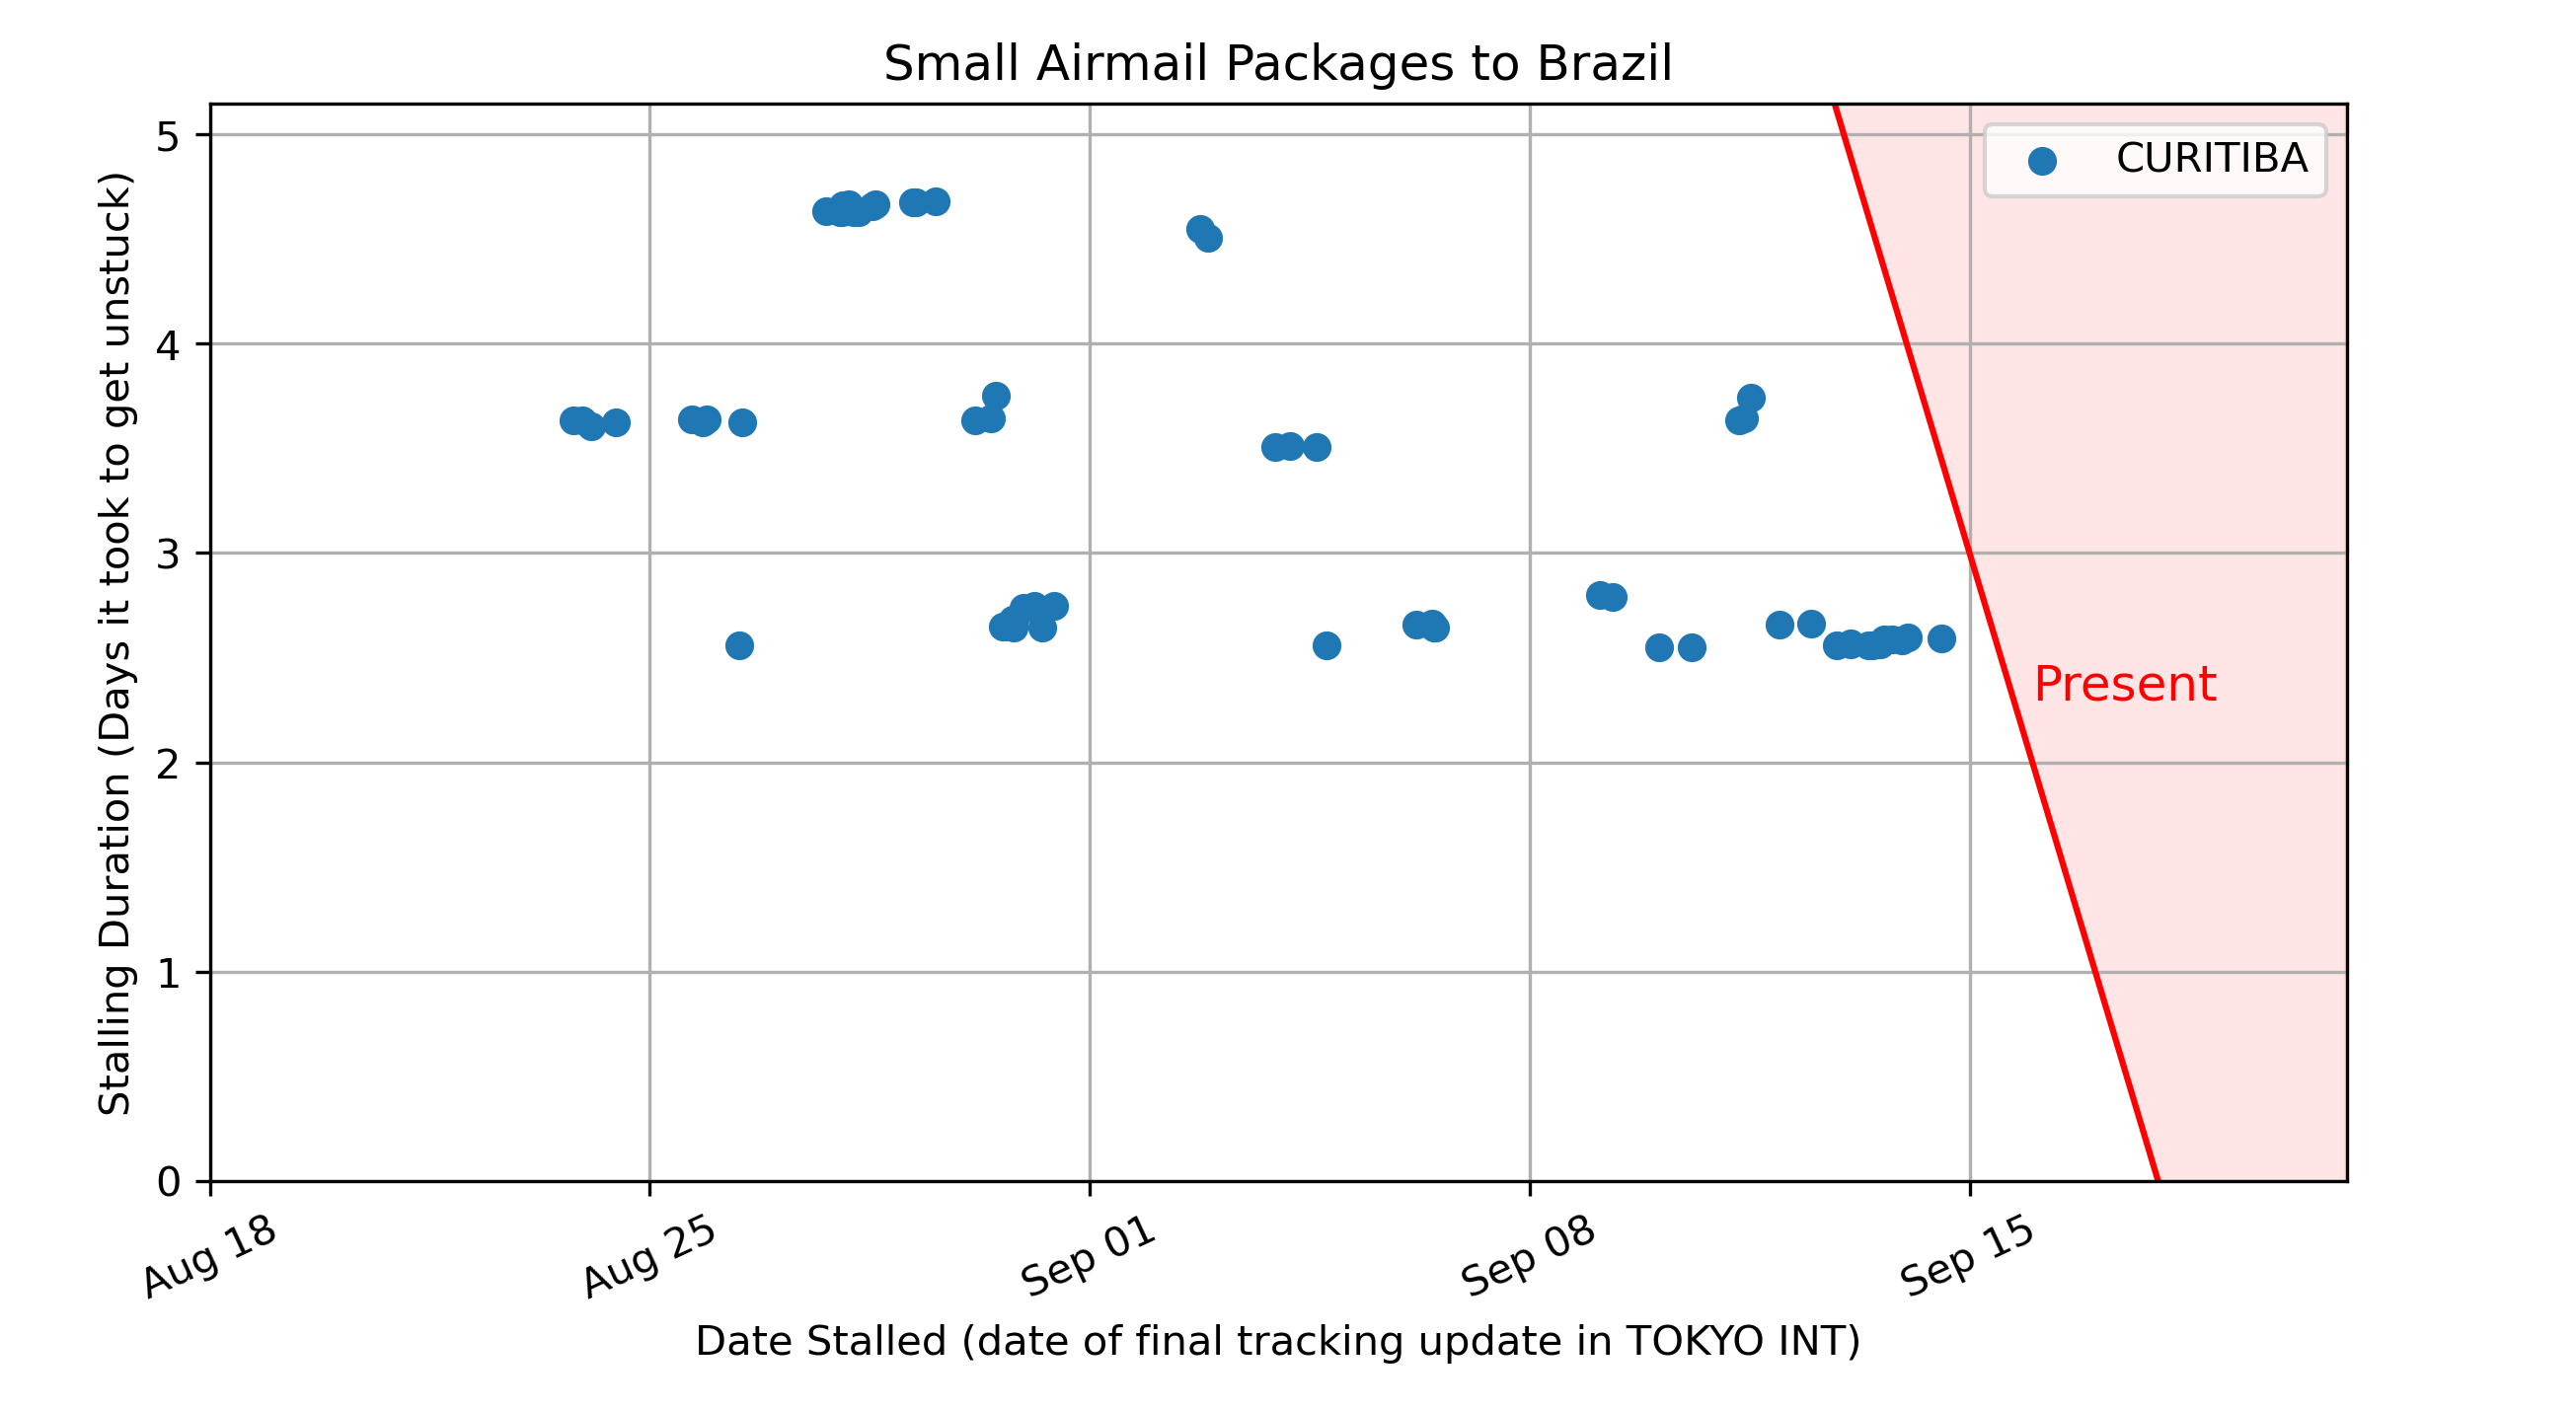 Small Airmail Packages to Brazil
Stalling Duration (Days it took to get unstuck)
5
4
3
2
1
0
CURITIBA
Present
Aug 18
Aug 25
Sep 01
Sep 08
Sep 15
Date Stalled (date of final tracking update in TOKYO INT)